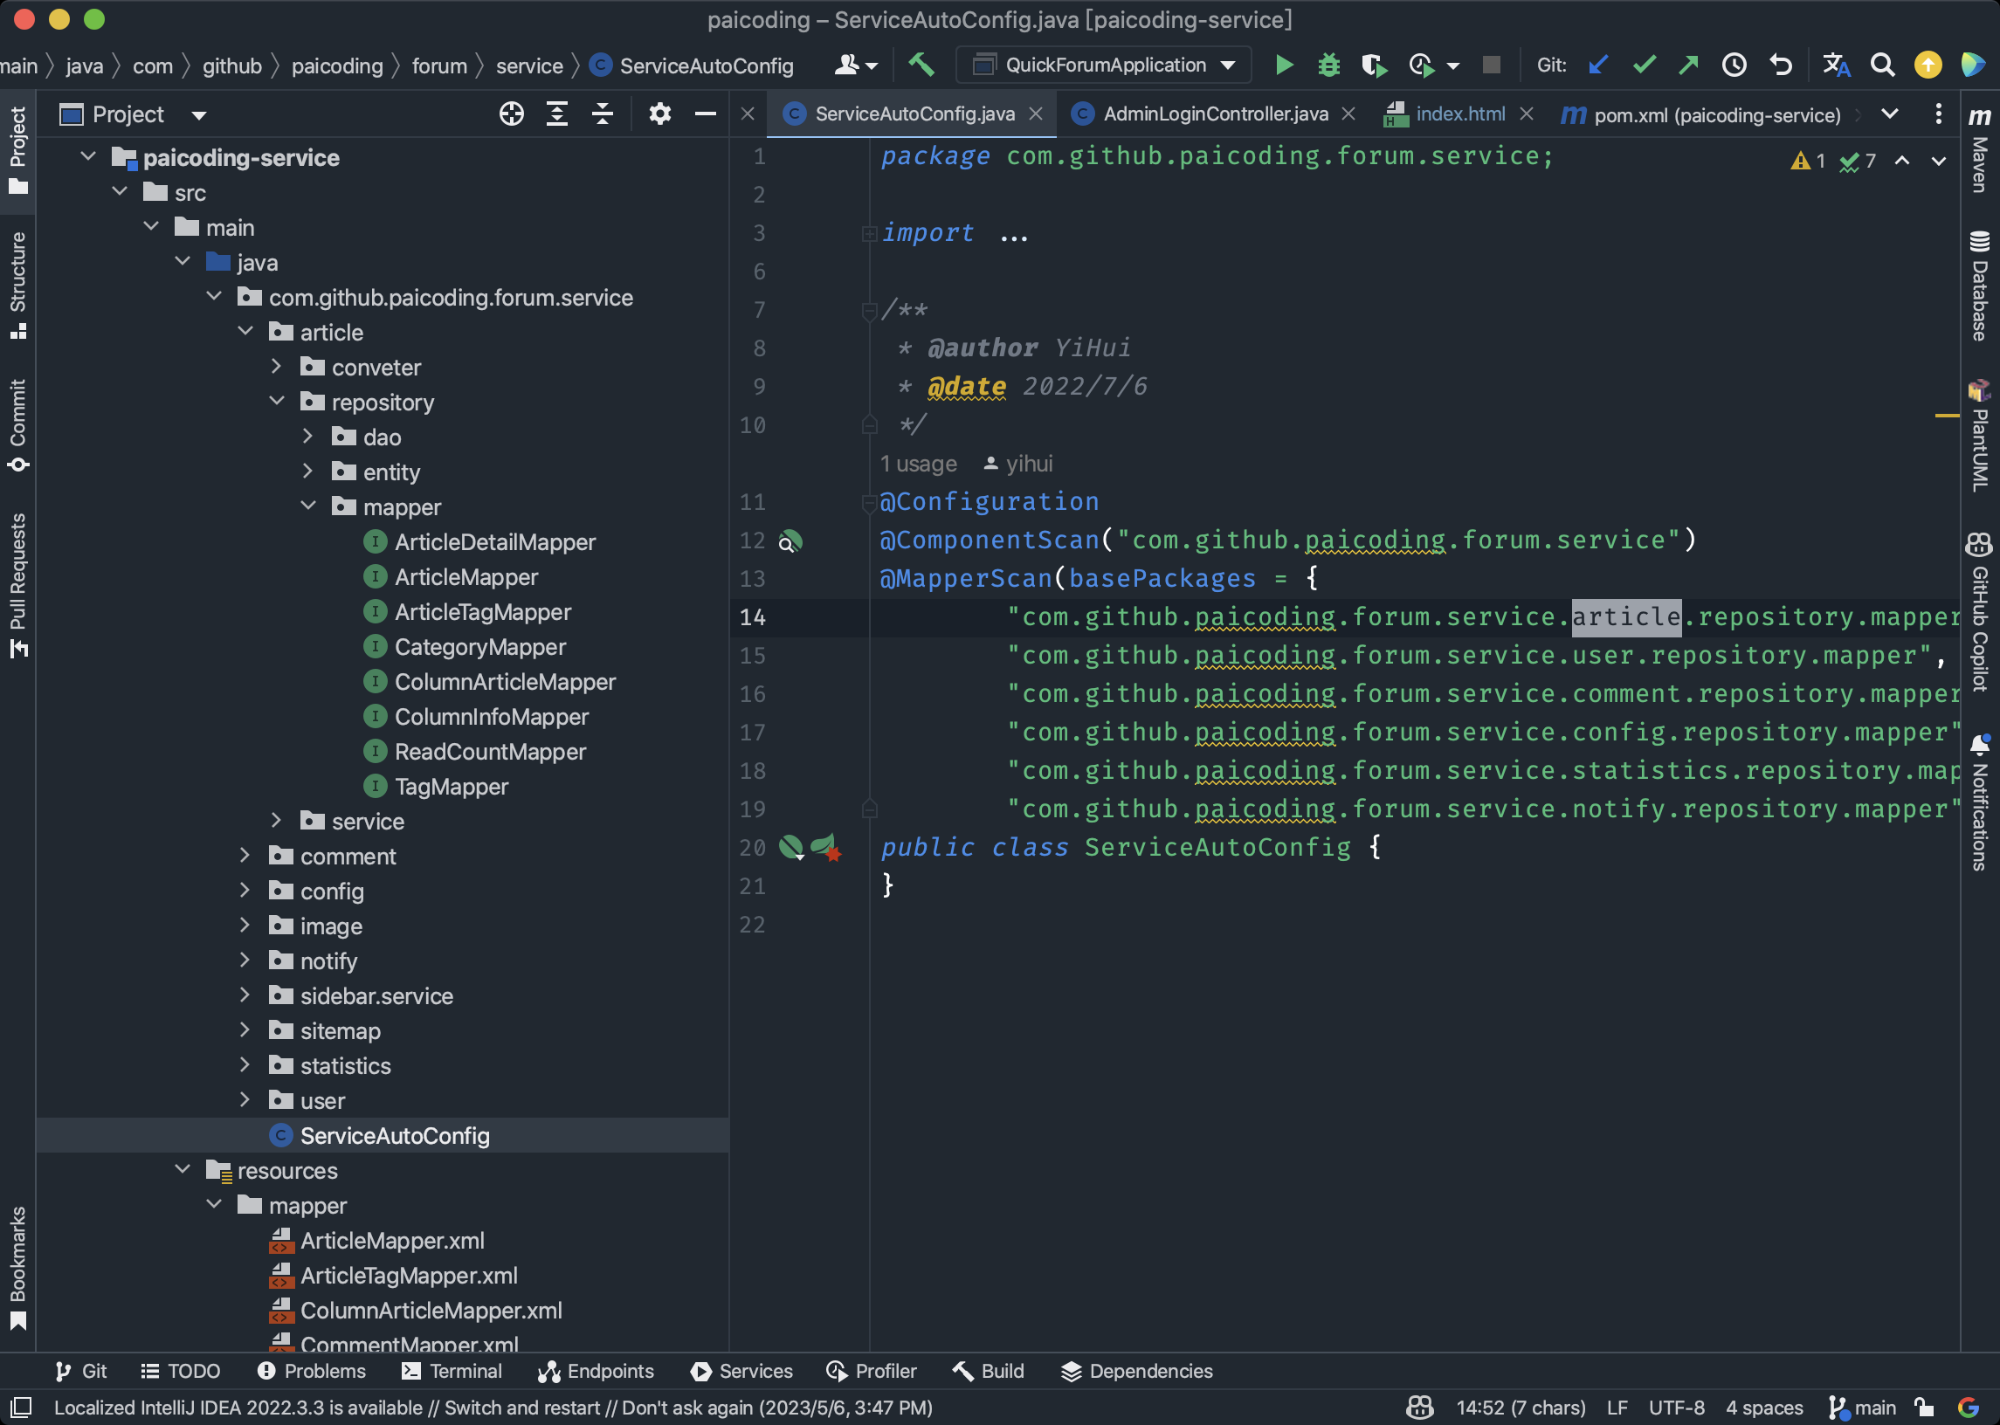 paicoding – ServiceAutoConfig.java [paicoding-service]
main java com github paicoding forum service ServiceAutoConfig
QuickForumApplication
Git:
Project
ServiceAutoConfig.java
AdminLoginController.java
index.html
pom.xml (paicoding-service)
Project
Structure
Commit
Pull Requests
Bookmarks
paicoding-service
src
main
java
com.github.paicoding.forum.service
article
conveter
repository
dao
entity
mapper
ArticleDetailMapper
ArticleMapper
ArticleTagMapper
CategoryMapper
ColumnArticleMapper
ColumnInfoMapper
ReadCountMapper
TagMapper
service
comment
config
image
notify
sidebar.service
sitemap
statistics
user
ServiceAutoConfig
resources
mapper
ArticleMapper.xml
ArticleTagMapper.xml
ColumnArticleMapper.xml
CommentMapper.xml
1 package com.github.paicoding.forum.service;
1 7
2
3 import ...
6
7 /**
8 * @author YiHui
9 * @date 2022/7/6
10 */
1 usage yihui
11 @Configuration
12 @ComponentScan("com.github.paicoding.forum.service")
13 @MapperScan(basePackages = {
14 "com.github.paicoding.forum.service.article.repository.mapper
15 "com.github.paicoding.forum.service.user.repository.mapper",
16 "com.github.paicoding.forum.service.comment.repository.mapper
17 "com.github.paicoding.forum.service.config.repository.mapper"
18 "com.github.paicoding.forum.service.statistics.repository.map
19 "com.github.paicoding.forum.service.notify.repository.mapper"
20 public class ServiceAutoConfig {
21 }
22
m Maven
Database
PlantUML
GitHub Copilot
Notifications
Git TODO Problems Terminal Endpoints Services Profiler Build Dependencies
Localized IntelliJ IDEA 2022.3.3 is available // Switch and restart // Don't ask again (2023/5/6, 3:47 PM)
14:52 (7 chars) LF UTF-8 4 spaces main